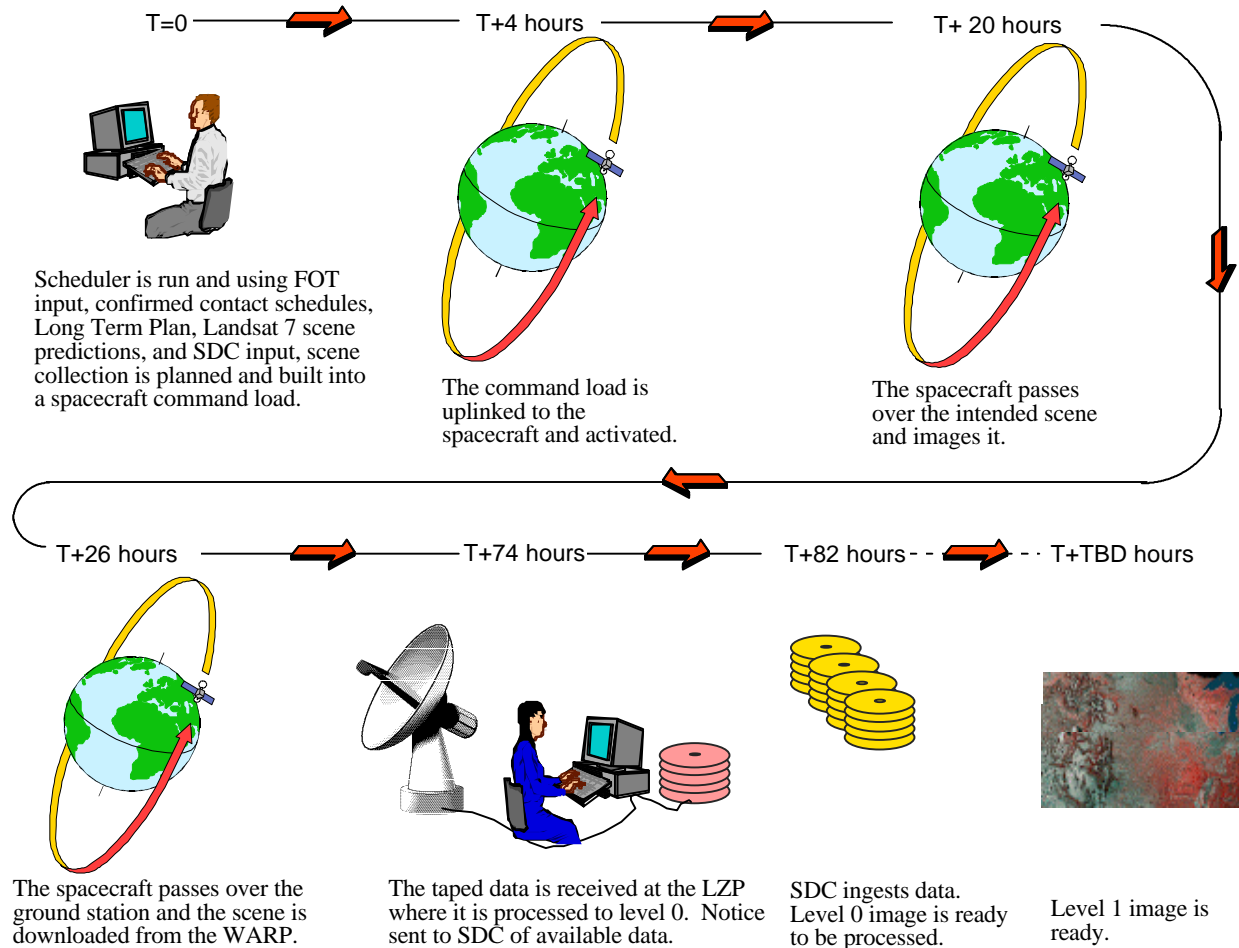 T=0
T+4 hours
T+ 20 hours
Scheduler is run and using FOT
input, confirmed contact schedules,
Long Term Plan, Landsat 7 scene
predictions, and SDC input, scene
collection is planned and built into
a spacecraft command load.
The command load is
uplinked to the
spacecraft and activated.
The spacecraft passes
over the intended scene
and images it.
T+26 hours
T+74 hours
T+82 hours
T+TBD hours
The spacecraft passes over the
ground station and the scene is
downloaded from the WARP.
The taped data is received at the LZP
where it is processed to level 0.  Notice
sent to SDC of available data.
SDC ingests data.
Level 0 image is ready
to be processed.
Level 1 image is
ready.